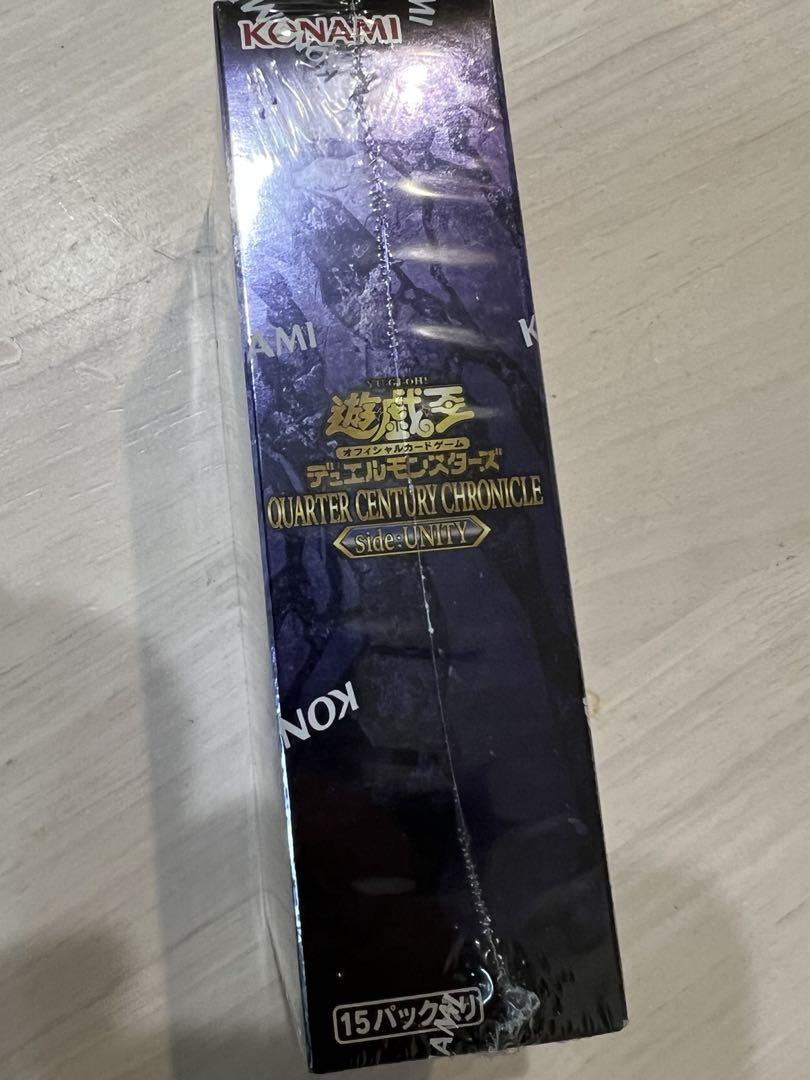 KONAMI
AMI
K
YU-GI-OH!
遊戯王
オフィシャルカードゲーム
デュエルモンスターズ
QUARTER CENTURY CHRONICLE
side:UNITY
KON
15パック入り